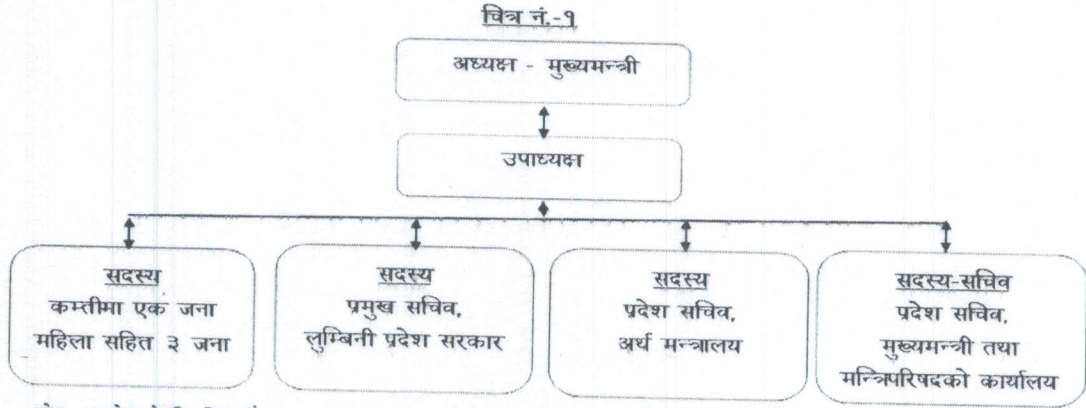 चित्र नं.-१
अध्यक्ष - मुख्यमन्त्री
उपाध्यक्ष
सदस्य
कम्तीमा एक जना
महिला सहित ३ जना
सदस्य
प्रमुख सचिव,
लुम्बिनी प्रदेश सरकार
सदस्य
प्रदेश सचिव,
अर्थ मन्त्रालय
सदस्य-सचिव
प्रदेश सचिव,
मुख्यमन्त्री तथा
मन्त्रिपरिषदको कार्यालय